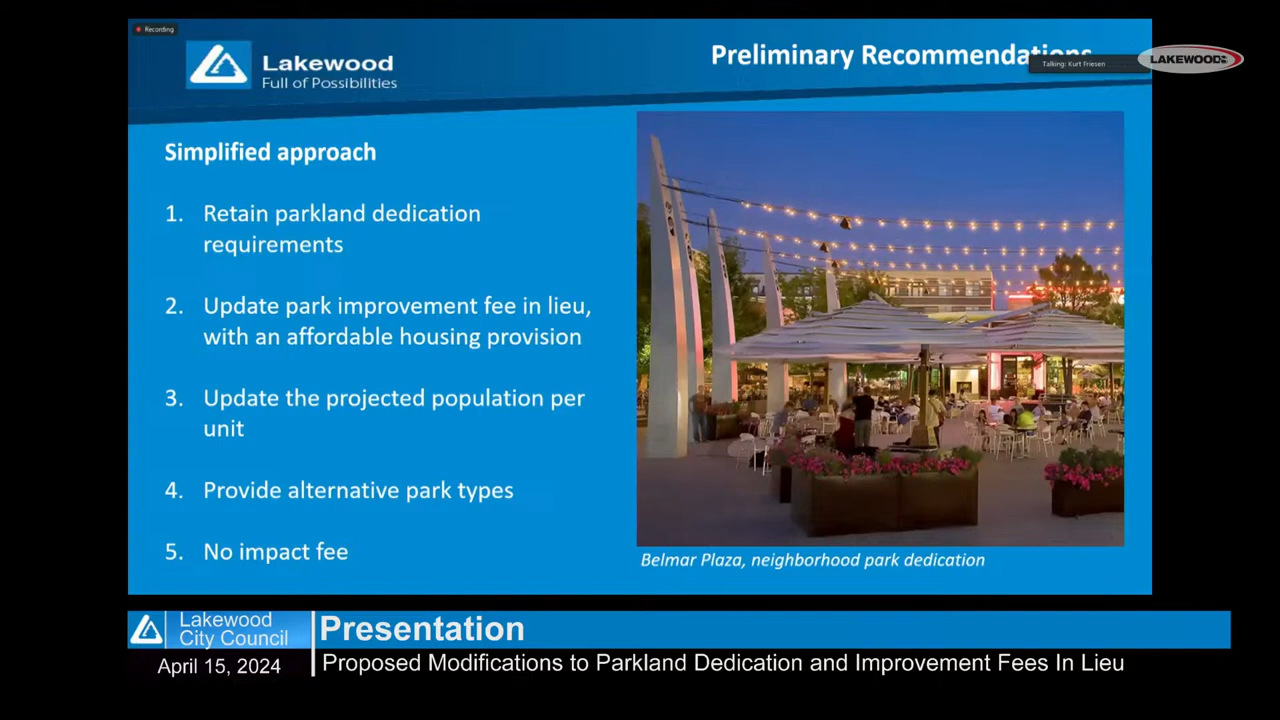 Recording
Lakewood
Full of Possibilities
Preliminary Recommendations
Talking: Kurt Friesen
LAKEWOOD8
Simplified approach
1. Retain parkland dedication
requirements
2. Update park improvement fee in lieu,
with an affordable housing provision
3. Update the projected population per
unit
4. Provide alternative park types
5. No impact fee
Belmar Plaza, neighborhood park dedication
Lakewood
City Council
Presentation
April 15, 2024
Proposed Modifications to Parkland Dedication and Improvement Fees In Lieu